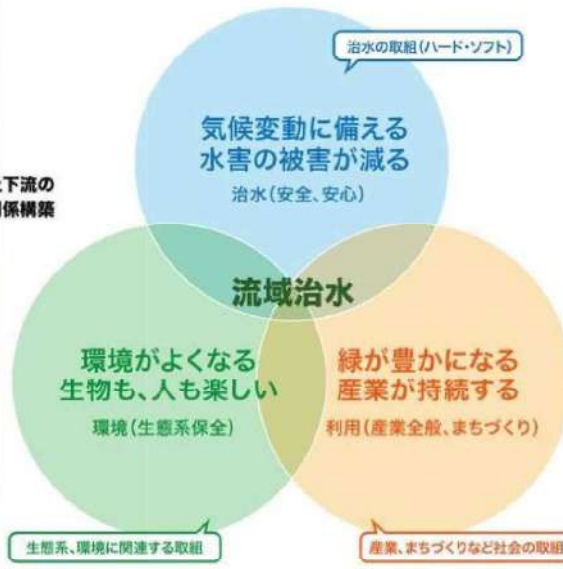 治水の取組(ハード・ソフト)
気候変動に備える
水害の被害が減る
治水(安全、安心)
下流の
係構築
流域治水
環境がよくなる
生物も、人も楽しい
環境(生態系保全)
緑が豊かになる
産業が持続する
利用(産業全般、まちづくり)
生態系、環境に関連する取組
産業、まちづくりなど社会の取組